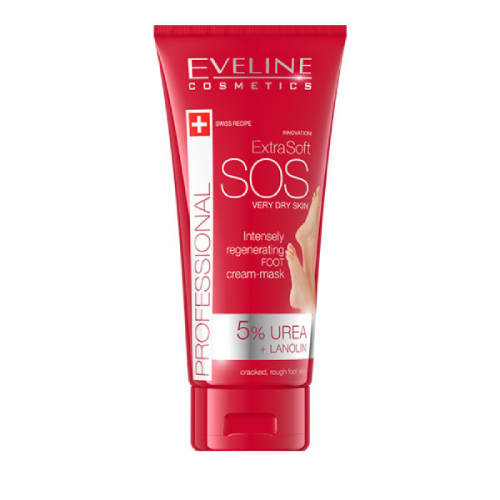 EVELINE
COSMETICS
SWISS RECIPE
INNOVATION!
ExtraSoft
SOS
VERY DRY SKIN
Intensely
regenerating
FOOT
cream-mask
PROFESSIONAL
5% UREA
+ LANOLIN
cracked, rough foot